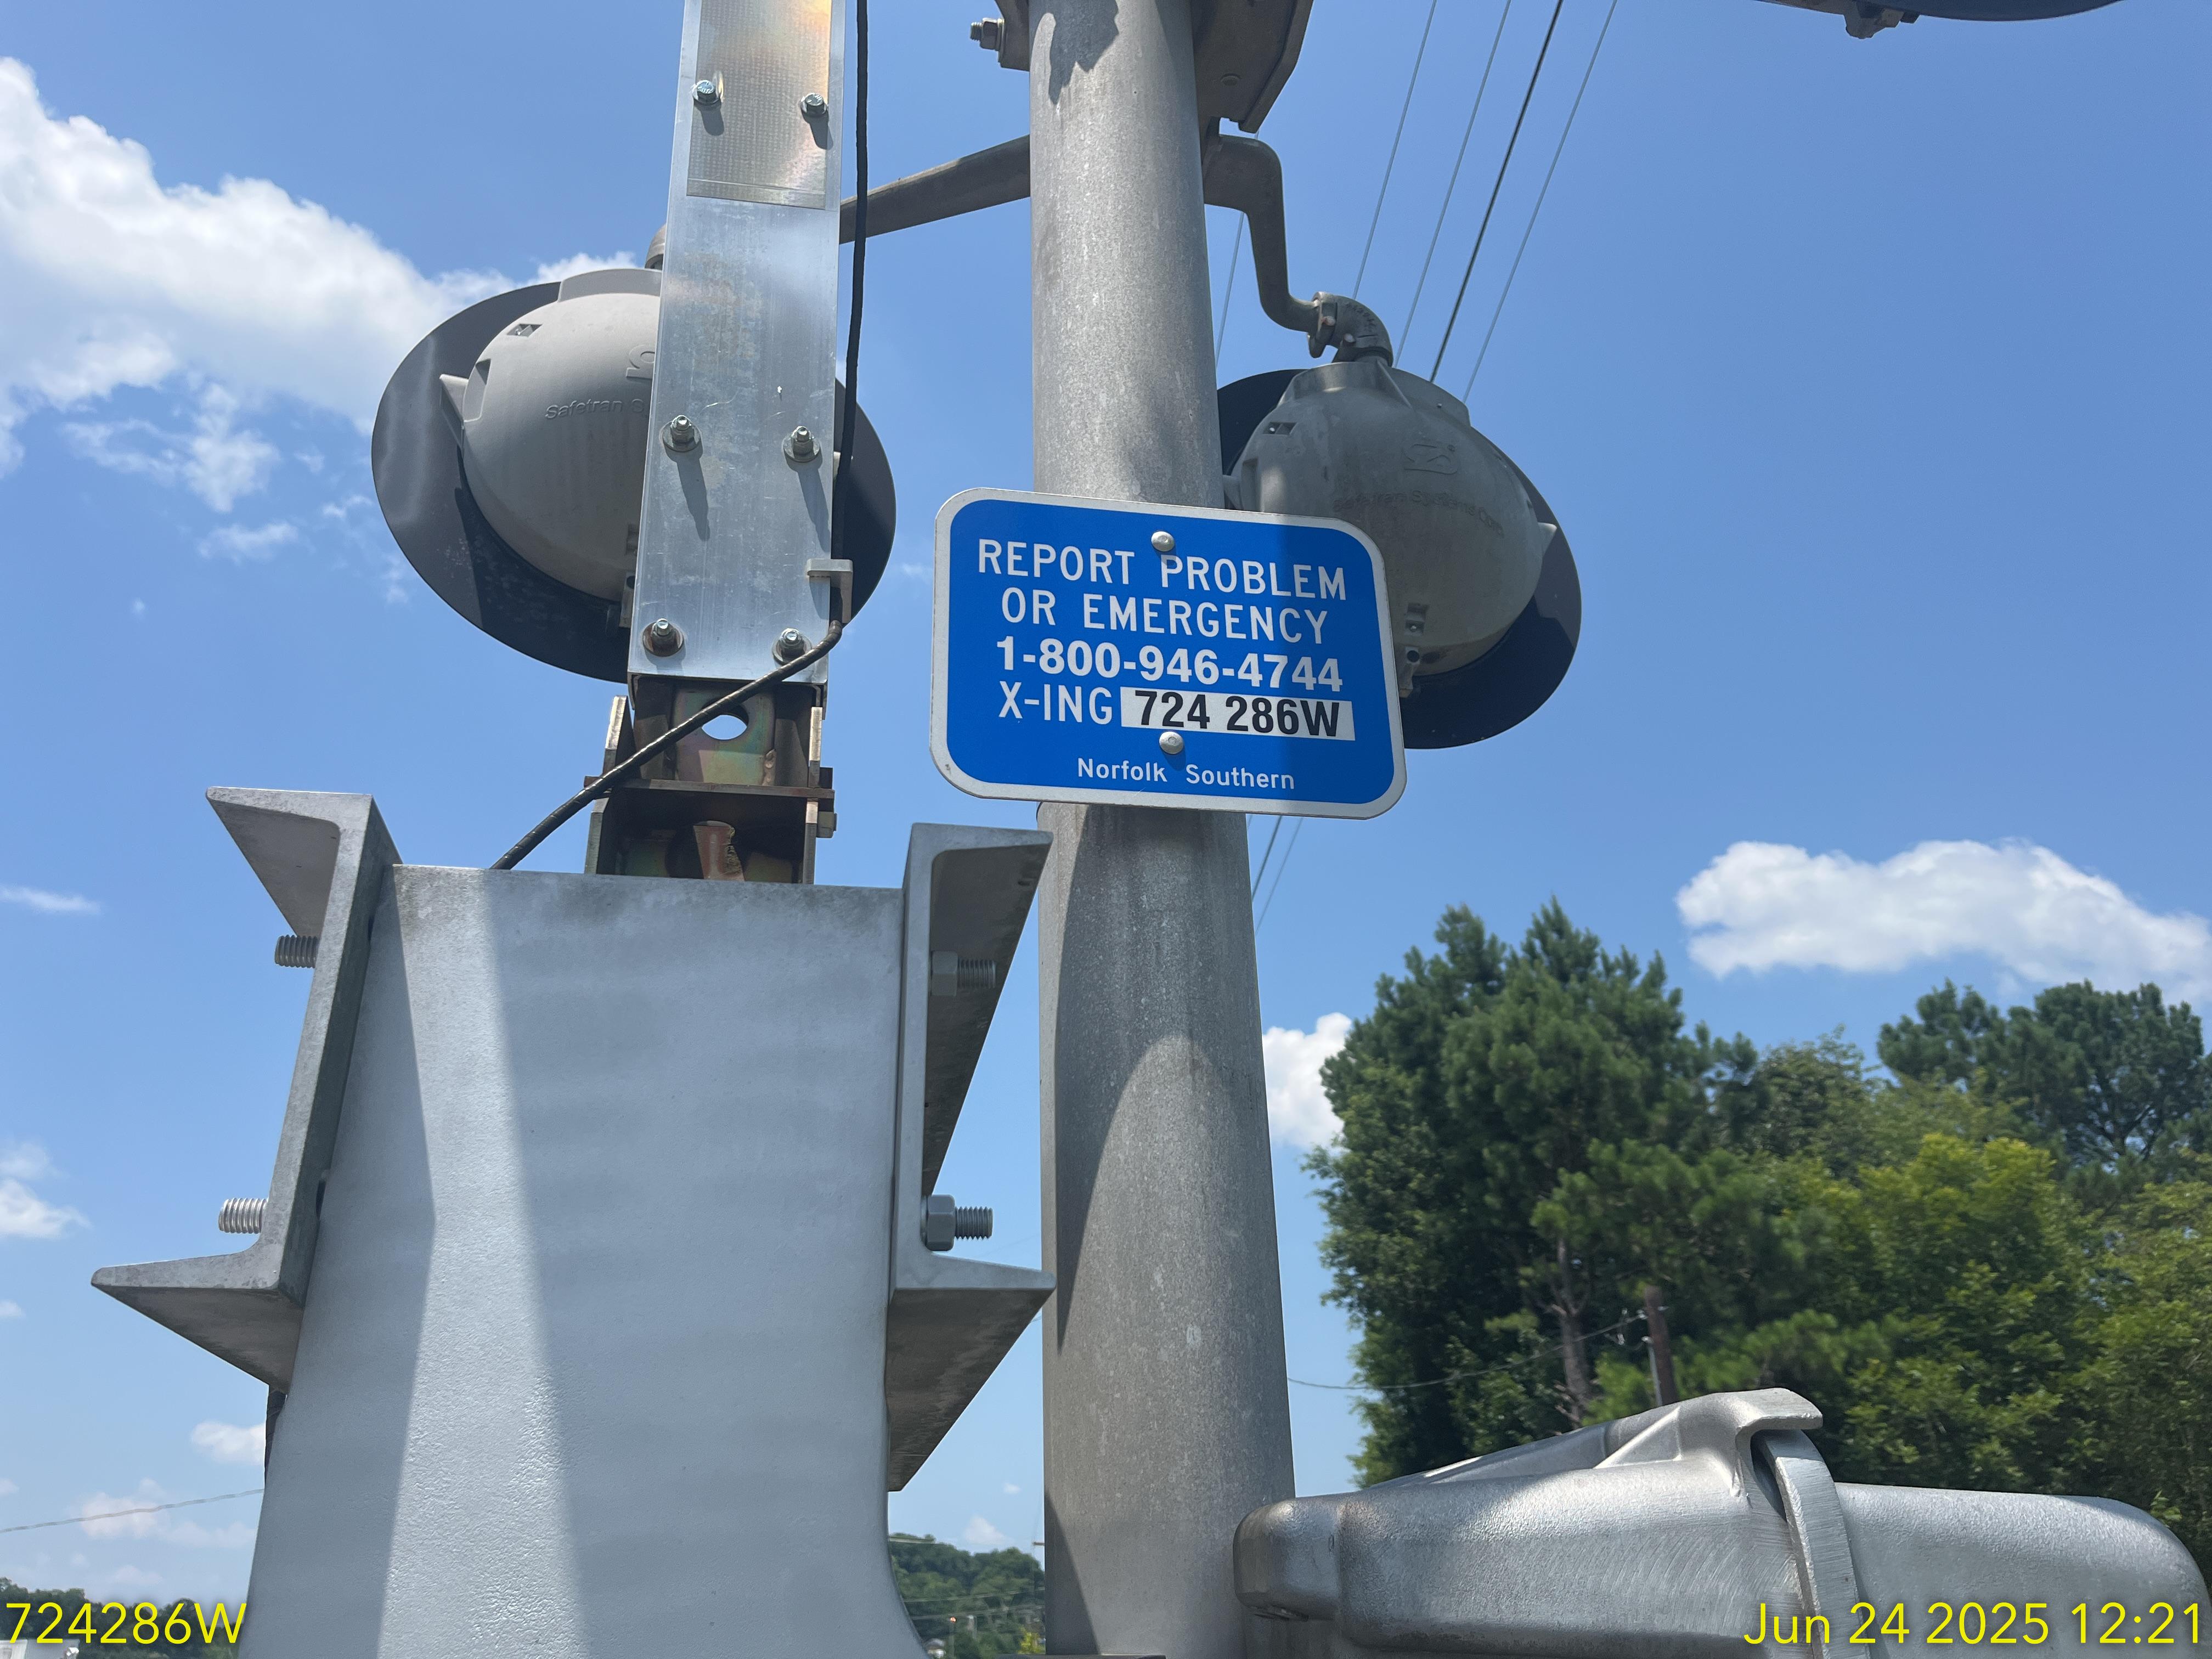 Safetran
REPORT PROBLEM
OR EMERGENCY
1-800-946-4744
X-ING 724 286W
Norfolk Southern
724286W
Jun 24 2025 12:21